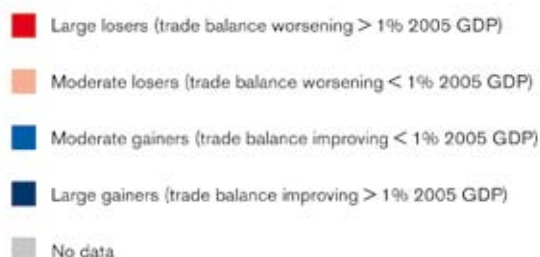 Large losers (trade balance worsening > 1% 2005 GDP)
Moderate losers (trade balance worsening < 1% 2005 GDP)
Moderate gainers (trade balance improving < 1% 2005 GDP)
Large gainers (trade balance improving > 1% 2005 GDP)
No data